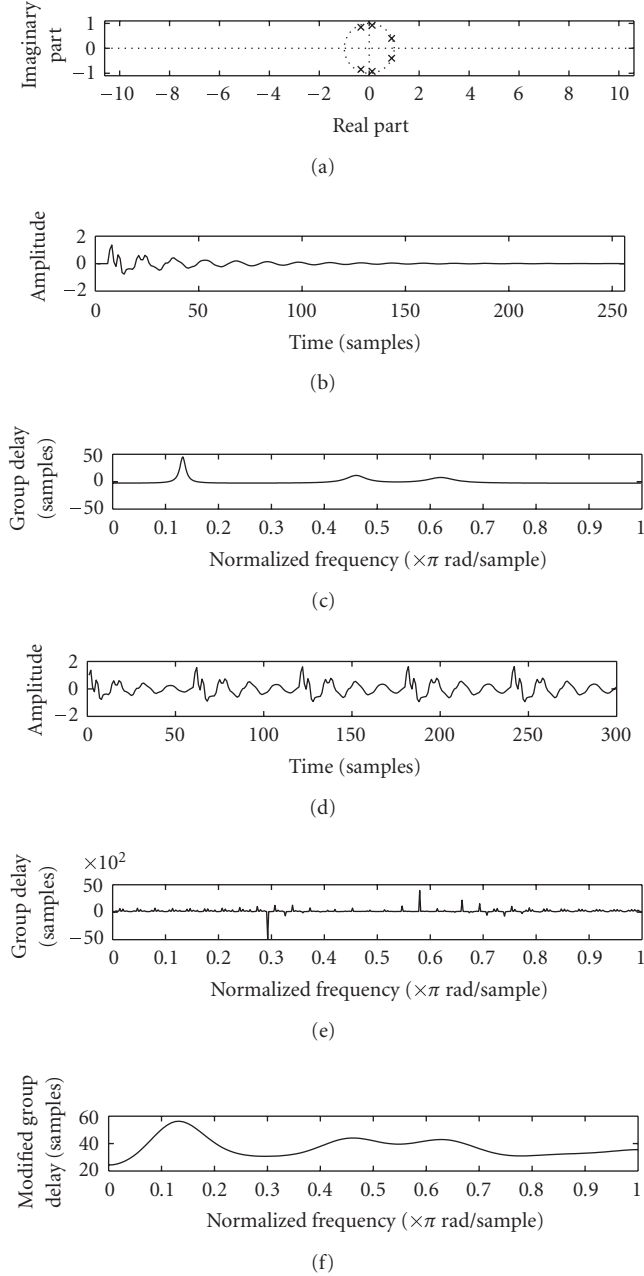 Imaginary
part
1
0
−1
−10 −8 −6 −4 −2 0 2 4 6 8 10
Real part
(a)
Amplitude
2
0
−2
0 50 100 150 200 250
Time (samples)
(b)
Group delay
(samples)
50
0
−50
0 0.1 0.2 0.3 0.4 0.5 0.6 0.7 0.8 0.9 1
Normalized frequency (×π rad/sample)
(c)
Amplitude
2
0
−2
0 50 100 150 200 250 300
Time (samples)
(d)
Group delay
(samples)
×10²
50
0
−50
0 0.1 0.2 0.3 0.4 0.5 0.6 0.7 0.8 0.9 1
Normalized frequency (×π rad/sample)
(e)
Modified group
delay (samples)
60
40
20
0 0.1 0.2 0.3 0.4 0.5 0.6 0.7 0.8 0.9 1
Normalized frequency (×π rad/sample)
(f)